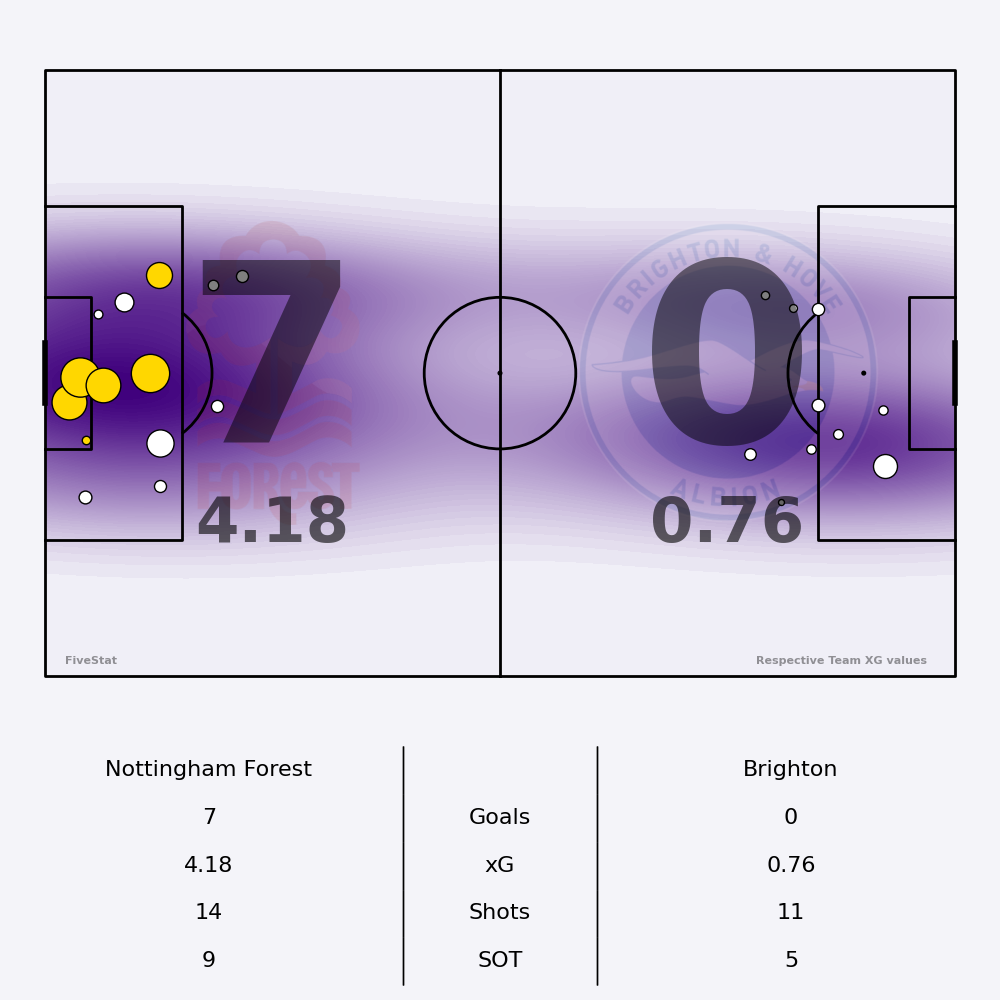 BRIGHTON & HOVE
7
0
FOREST
ALBION
4.18
0.76
FiveStat
Respective Team XG values
Nottingham Forest
Brighton
7
Goals
0
4.18
xG
0.76
14
Shots
11
9
SOT
5